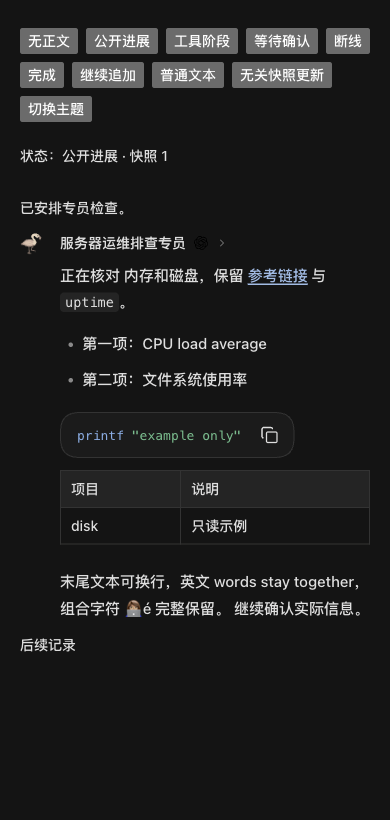 无正文 公开进展 工具阶段 等待确认 断线
完成 继续追加 普通文本 无关快照更新
切换主题
状态：公开进展 · 快照 1
已安排专员检查。
服务器运维排查专员
正在核对 内存和磁盘，保留 参考链接 与
uptime。
• 第一项：CPU load average
• 第二项：文件系统使用率
printf "example only"
项目 说明
disk 只读示例
末尾文本可换行，英文 words stay together，
组合字符 👩🏽‍💻é 完整保留。 继续确认实际信息。
后续记录